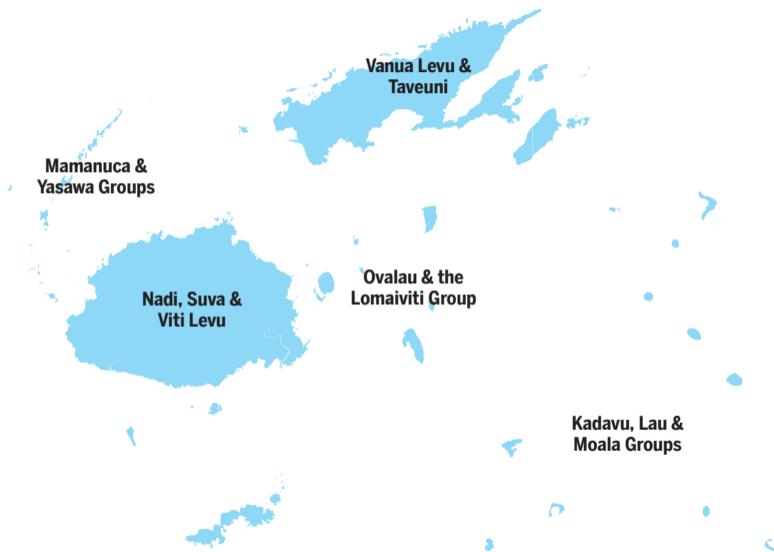 Vanua Levu &
Taveuni
Mamanuca &
Yasawa Groups
Nadi, Suva &
Viti Levu
Ovalau & the
Lomaiviti Group
Kadavu, Lau &
Moala Groups